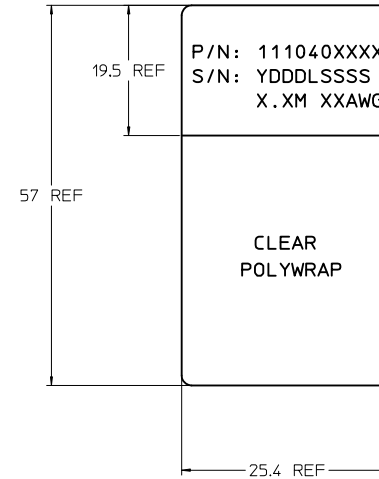 P/N: 111040XXXX
19.5 REF
S/N: YDDDLSSSS
X.XM XXAWG
57 REF
CLEAR
POLYWRAP
25.4 REF